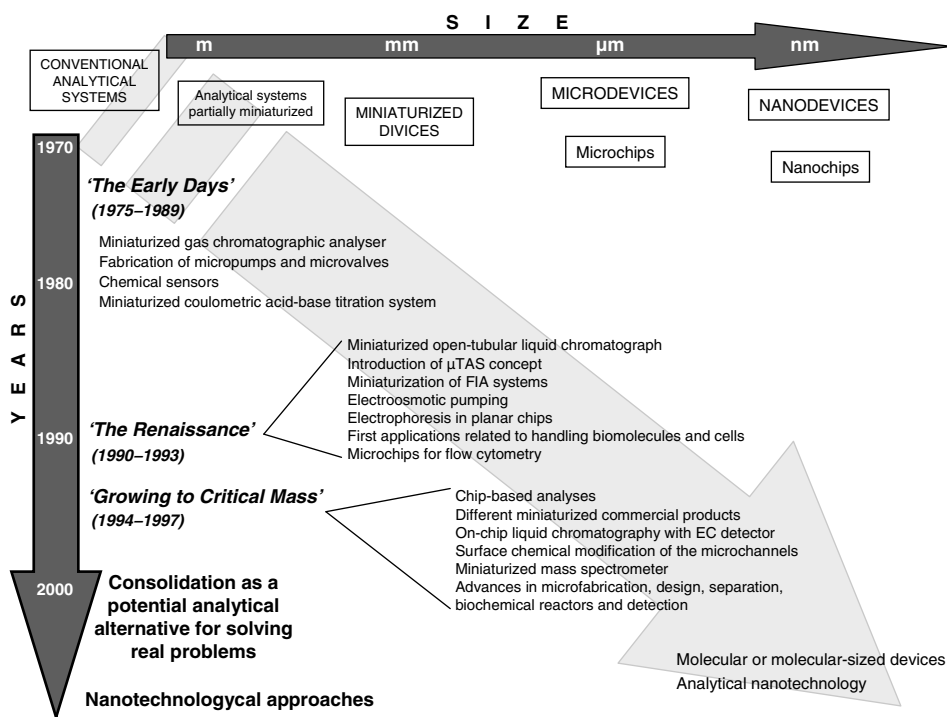 S I Z E
m mm µm nm
CONVENTIONAL
ANALYTICAL
SYSTEMS
Analytical systems
partially miniaturized
MINIATURIZED
DIVICES
MICRODEVICES
NANODEVICES
Microchips
Nanochips
YEARS
1970
'The Early Days'
(1975–1989)
Miniaturized gas chromatographic analyser
Fabrication of micropumps and microvalves
Chemical sensors
Miniaturized coulometric acid-base titration system
1980
Miniaturized open-tubular liquid chromatograph
Introduction of µTAS concept
Miniaturization of FIA systems
Electroosmotic pumping
Electrophoresis in planar chips
First applications related to handling biomolecules and cells
Microchips for flow cytometry
1990
'The Renaissance'
(1990–1993)
'Growing to Critical Mass'
(1994–1997)
Chip-based analyses
Different miniaturized commercial products
On-chip liquid chromatography with EC detector
Surface chemical modification of the microchannels
Miniaturized mass spectrometer
Advances in microfabrication, design, separation,
biochemical reactors and detection
2000
Consolidation as a
potential analytical
alternative for solving
real problems
Nanotechnologycal approaches
Molecular or molecular-sized devices
Analytical nanotechnology